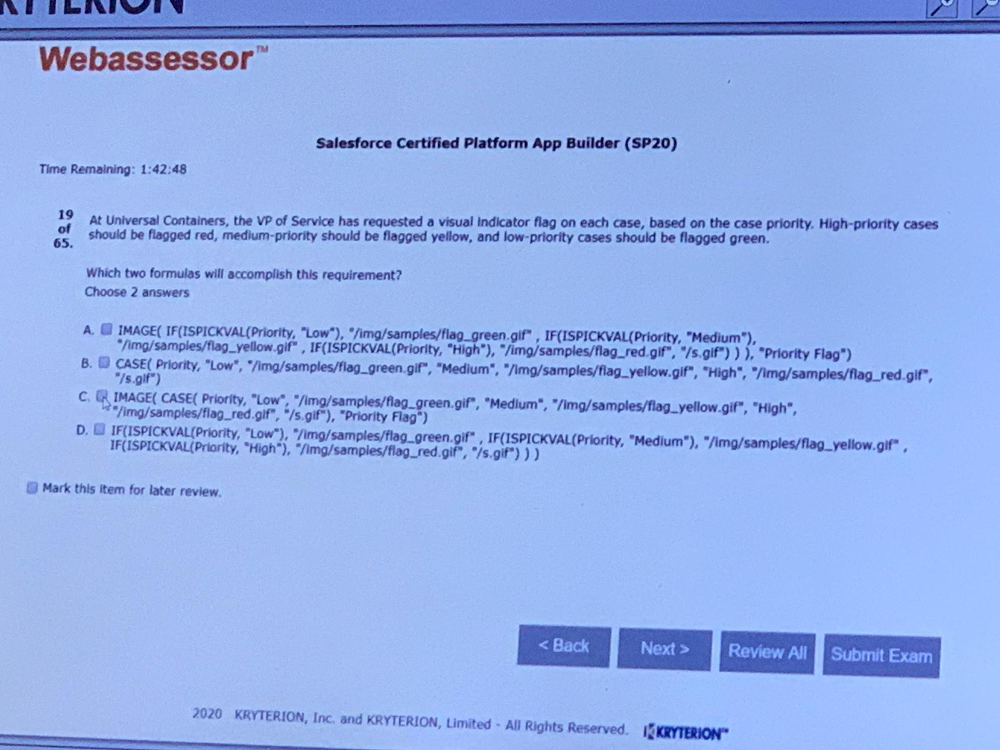 KRYTERION
Webassessor™
Salesforce Certified Platform App Builder (SP20)
Time Remaining: 1:42:48
19 of 65.
At Universal Containers, the VP of Service has requested a visual indicator flag on each case, based on the case priority. High-priority cases
should be flagged red, medium-priority should be flagged yellow, and low-priority cases should be flagged green.
Which two formulas will accomplish this requirement?
Choose 2 answers
A. IMAGE( IF(ISPICKVAL(Priority, "Low"), "/img/samples/flag_green.gif" , IF(ISPICKVAL(Priority, "Medium"),
"/img/samples/flag_yellow.gif" , IF(ISPICKVAL(Priority, "High"), "/img/samples/flag_red.gif", "/s.gif") ) ), "Priority Flag")
B. CASE( Priority, "Low", "/img/samples/flag_green.gif", "Medium", "/img/samples/flag_yellow.gif", "High", "/img/samples/flag_red.gif",
"/s.gif")
C. IMAGE( CASE( Priority, "Low", "/img/samples/flag_green.gif", "Medium", "/img/samples/flag_yellow.gif", "High",
"/img/samples/flag_red.gif", "/s.gif"), "Priority Flag")
D. IF(ISPICKVAL(Priority, "Low"), "/img/samples/flag_green.gif" , IF(ISPICKVAL(Priority, "Medium"), "/img/samples/flag_yellow.gif" ,
IF(ISPICKVAL(Priority, "High"), "/img/samples/flag_red.gif", "/s.gif") ) )
Mark this item for later review.
< Back Next > Review All Submit Exam
2020 KRYTERION, Inc. and KRYTERION, Limited - All Rights Reserved. KRYTERION™